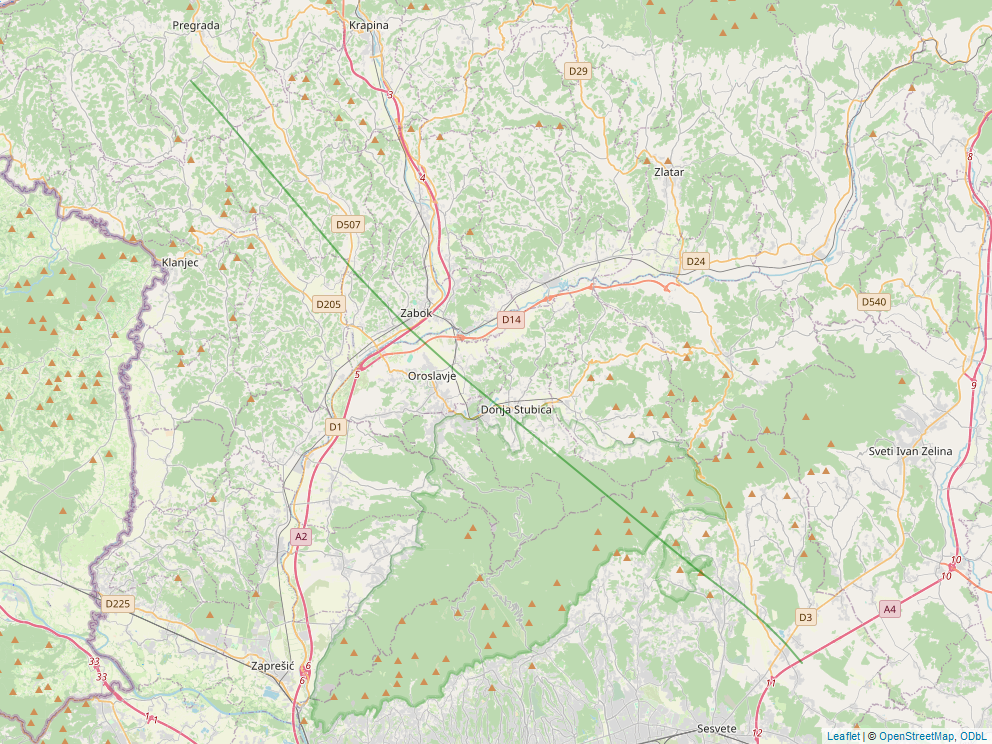 Pregrada
Krapina
D29
3
8
Zlatar
4
D507
Klanjec
D24
D205
D540
Zabok
D14
5
Oroslavje
9
Donja Stubica
D1
Sveti Ivan Zelina
A2
10
10
D225
A4
D3
33
33
Zaprešić
6
6
11
1-1
Sesvete
12
Leaflet | © OpenStreetMap, ODbL